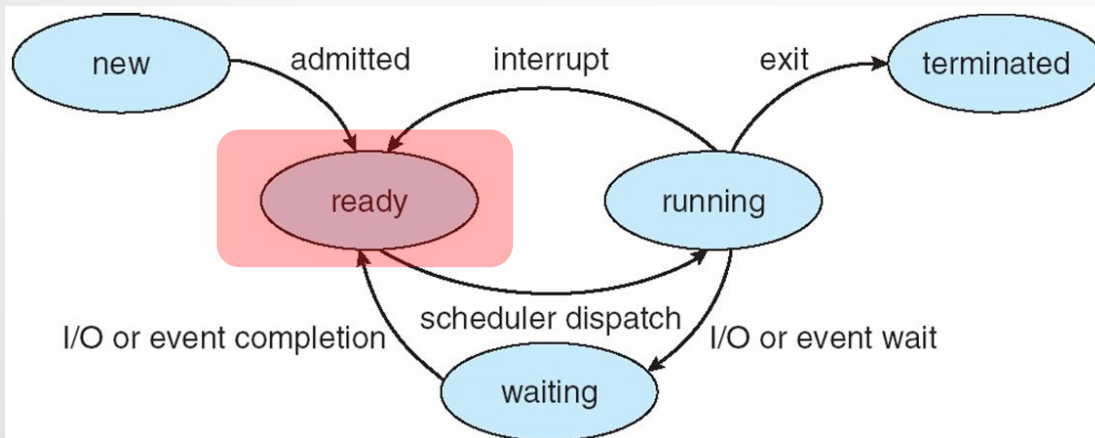 new
admitted
interrupt
exit
terminated
ready
running
scheduler dispatch
I/O or event completion
I/O or event wait
waiting